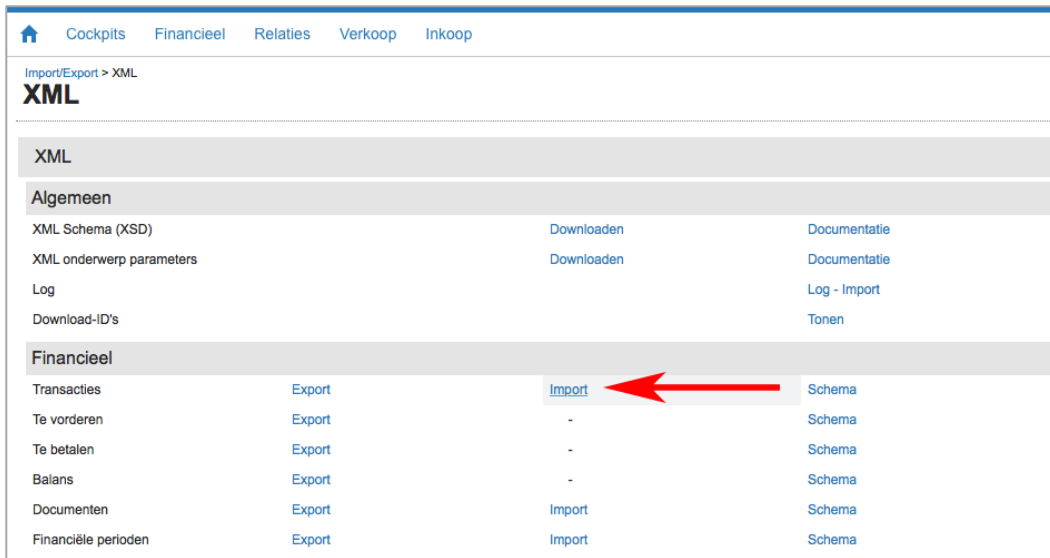 Cockpits Financieel Relaties Verkoop Inkoop
Import/Export > XML
XML
XML
Algemeen
XML Schema (XSD) Downloaden Documentatie
XML onderwerp parameters Downloaden Documentatie
Log Log - Import
Download-ID's Tonen
Financieel
Transacties Export Import Schema
Te vorderen Export - Schema
Te betalen Export - Schema
Balans Export - Schema
Documenten Export Import Schema
Financiële perioden Export Import Schema